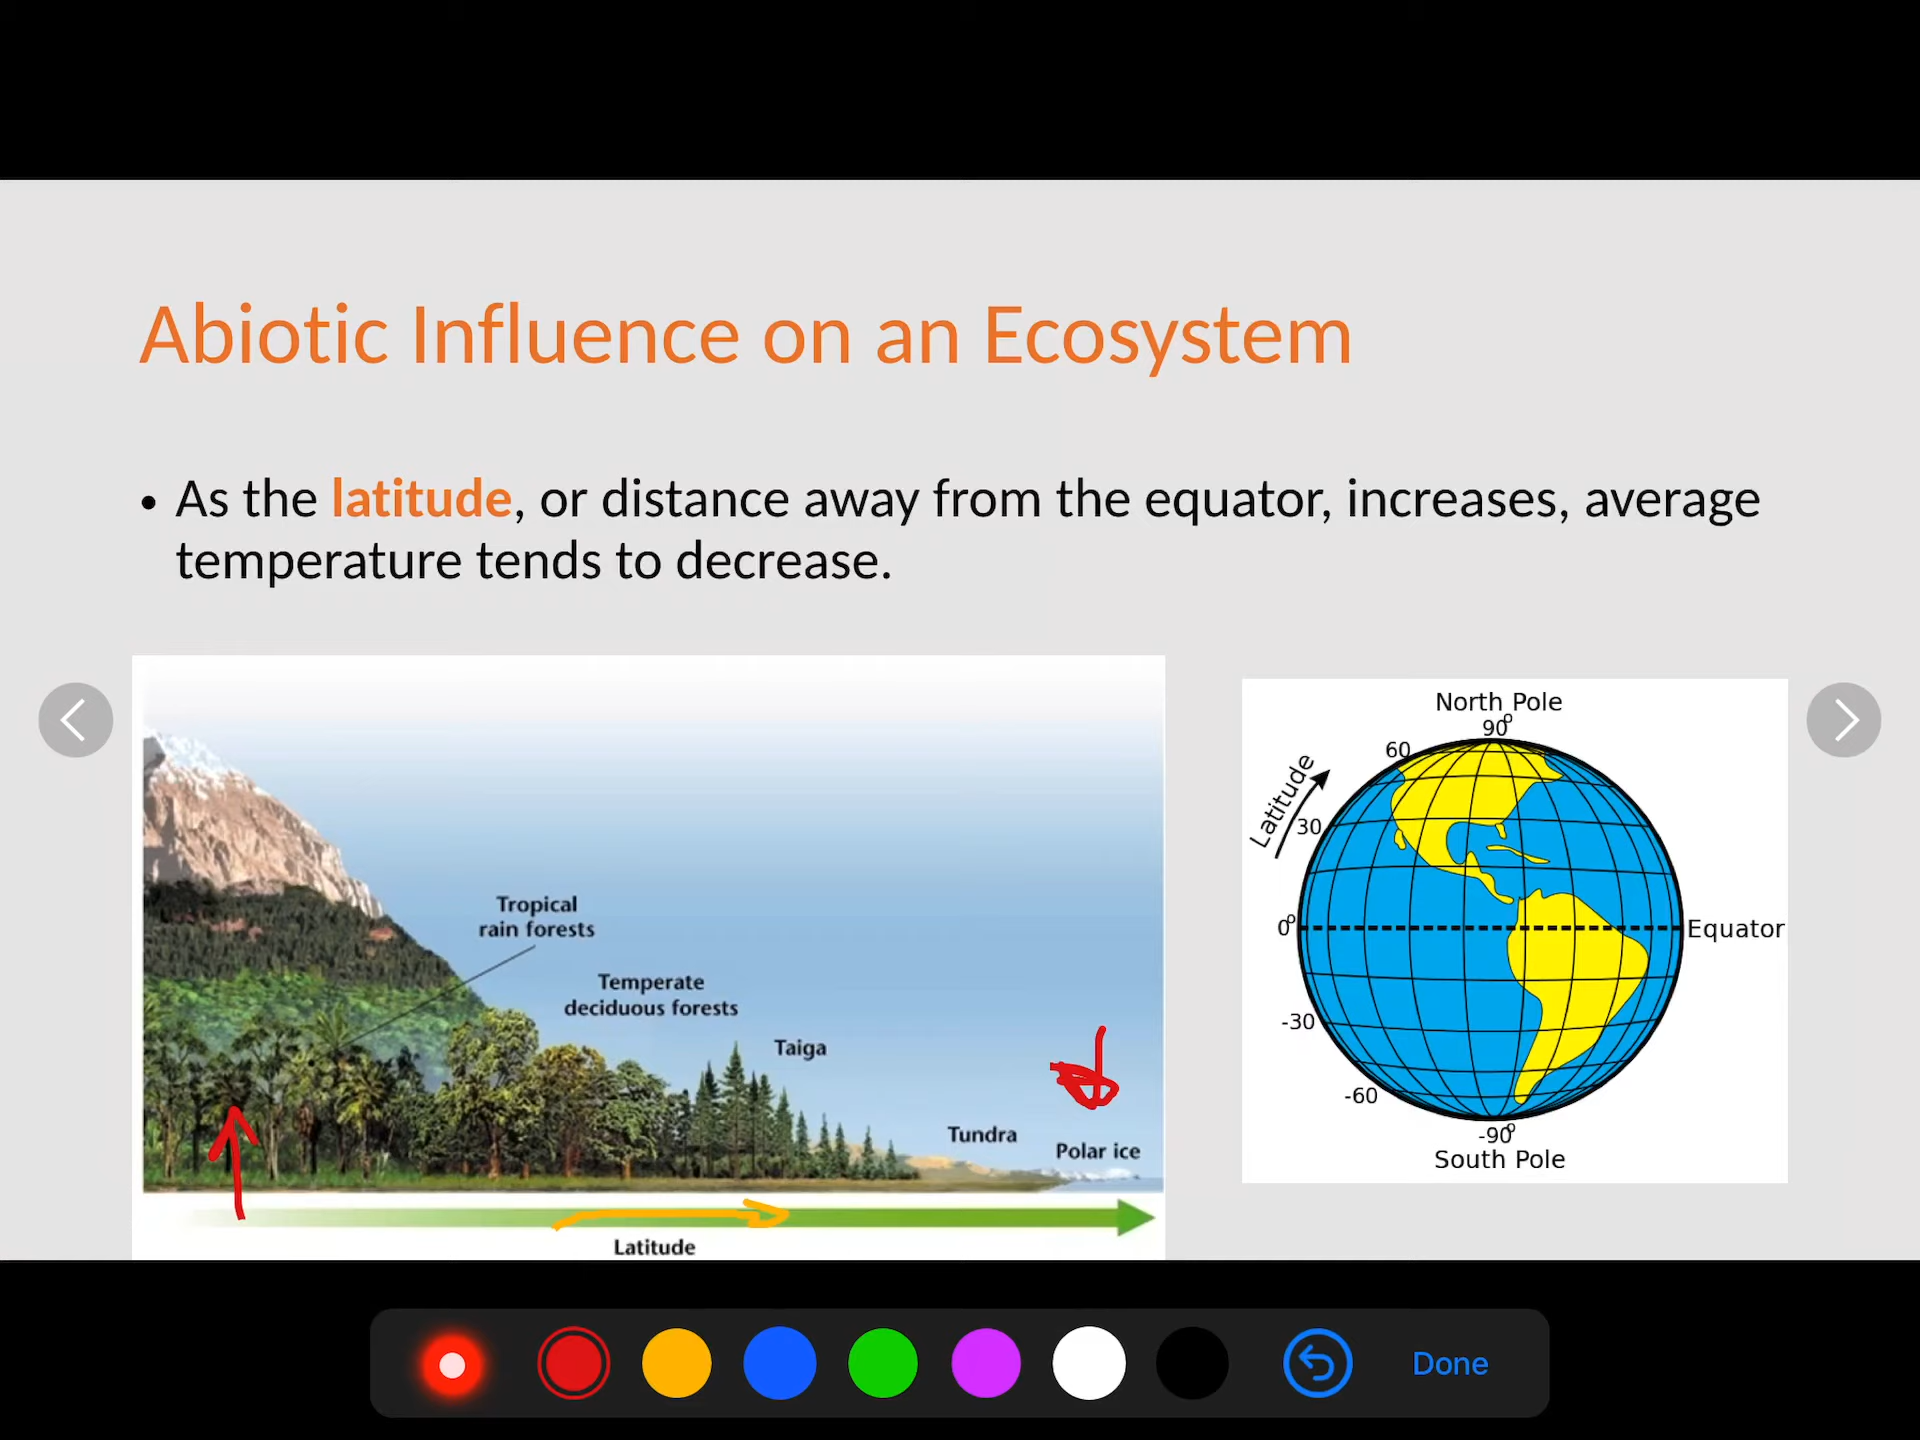 Abiotic Influence on an Ecosystem
• As the latitude, or distance away from the equator, increases, average
temperature tends to decrease.
Tropical
rain forests
Temperate
deciduous forests
Taiga
Tundra
Polar ice
Latitude
North Pole
90°
60
Latitude
30
0°
Equator
-30
-60
-90°
South Pole
Done